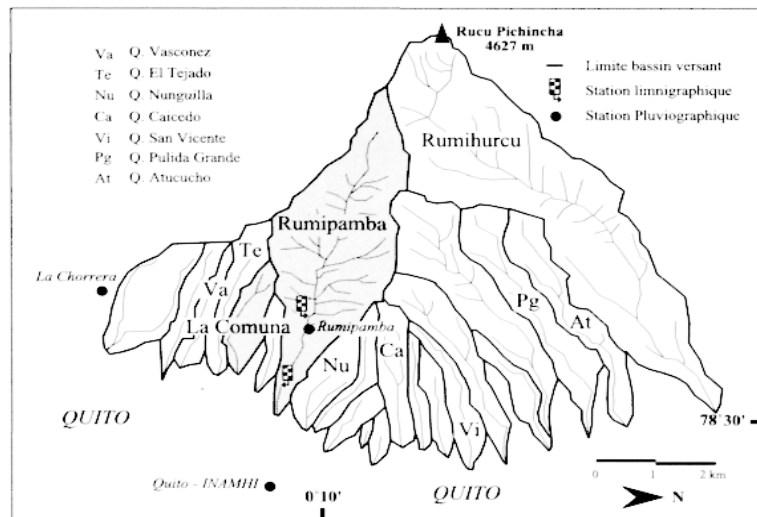 Va Q. Vasconez
Te Q. El Tejado
Nu Q. Nunguilla
Ca Q. Caicedo
Vi Q. San Vicente
Pg Q. Pulida Grande
At Q. Atucucho
Rucu Pichincha
4627 m
Limite bassin versant
Station limnigraphique
Station Pluviographique
Rumihurcu
Rumipamba
Te
La Chorrera
Va
Pg
At
La Comuna
Rumipamba
Nu
Ca
Vi
QUITO
78°30'
Quito - INAMHI
0°10'
QUITO
0 1 2 km
N